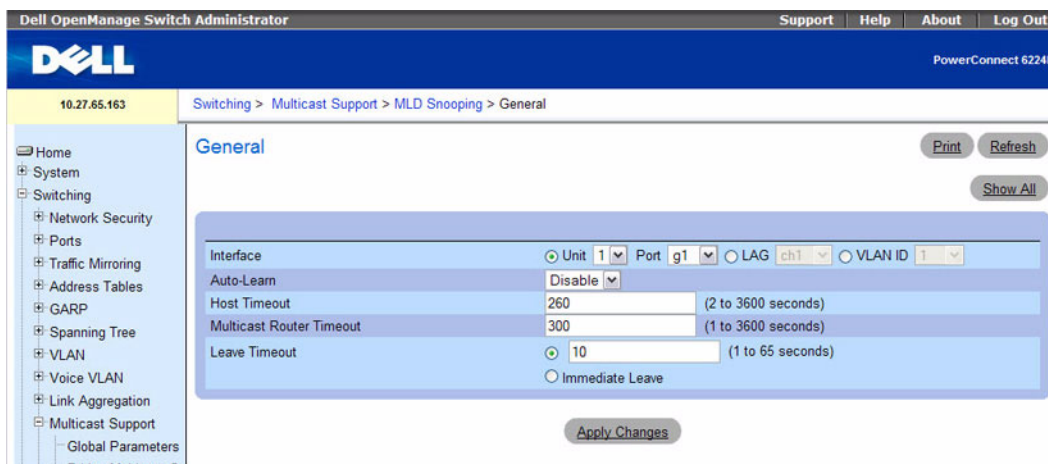 Dell OpenManage Switch Administrator Support Help About Log Out
DELL
PowerConnect 6224
10.27.65.163
Switching > Multicast Support > MLD Snooping > General
Home
System
Switching
Network Security
Ports
Traffic Mirroring
Address Tables
GARP
Spanning Tree
VLAN
Voice VLAN
Link Aggregation
Multicast Support
Global Parameters
General
Print Refresh
Show All
Interface Unit 1 Port g1 LAG ch1 VLAN ID 1
Auto-Learn Disable
Host Timeout 260 (2 to 3600 seconds)
Multicast Router Timeout 300 (1 to 3600 seconds)
Leave Timeout 10 (1 to 65 seconds)
Immediate Leave
Apply Changes